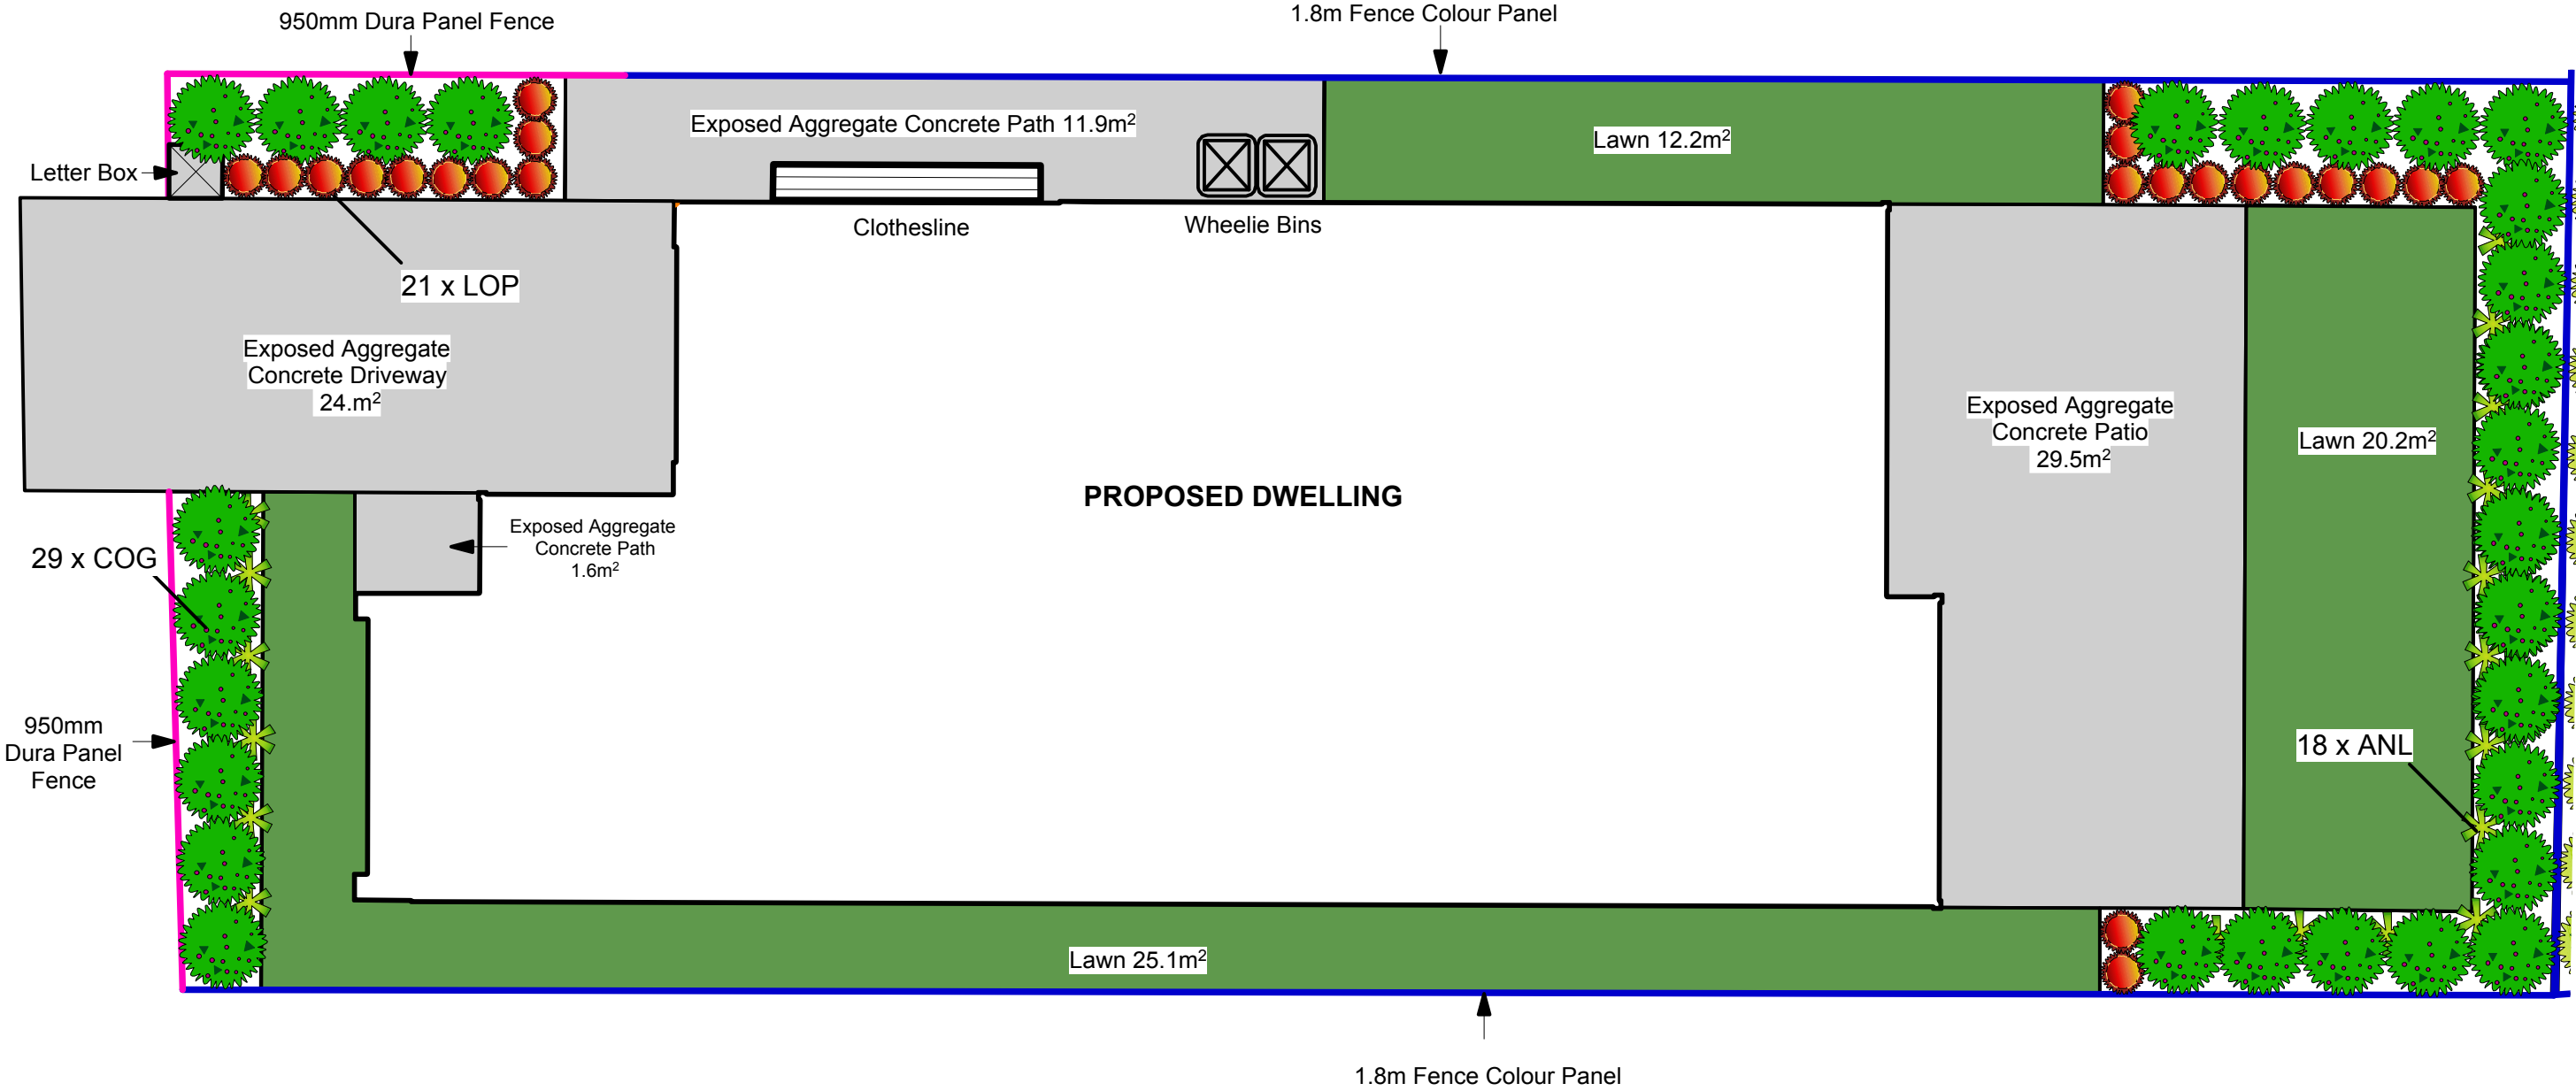 950mm Dura Panel Fence
1.8m Fence Colour Panel
Exposed Aggregate Concrete Path 11.9m²
Lawn 12.2m²
Letter Box
Clothesline
Wheelie Bins
21 x LOP
Exposed Aggregate
Concrete Driveway
24.m²
Exposed Aggregate
Concrete Patio
29.5m²
Lawn 20.2m²
PROPOSED DWELLING
Exposed Aggregate
Concrete Path
1.6m²
29 x COG
950mm
Dura Panel
Fence
18 x ANL
Lawn 25.1m²
1.8m Fence Colour Panel